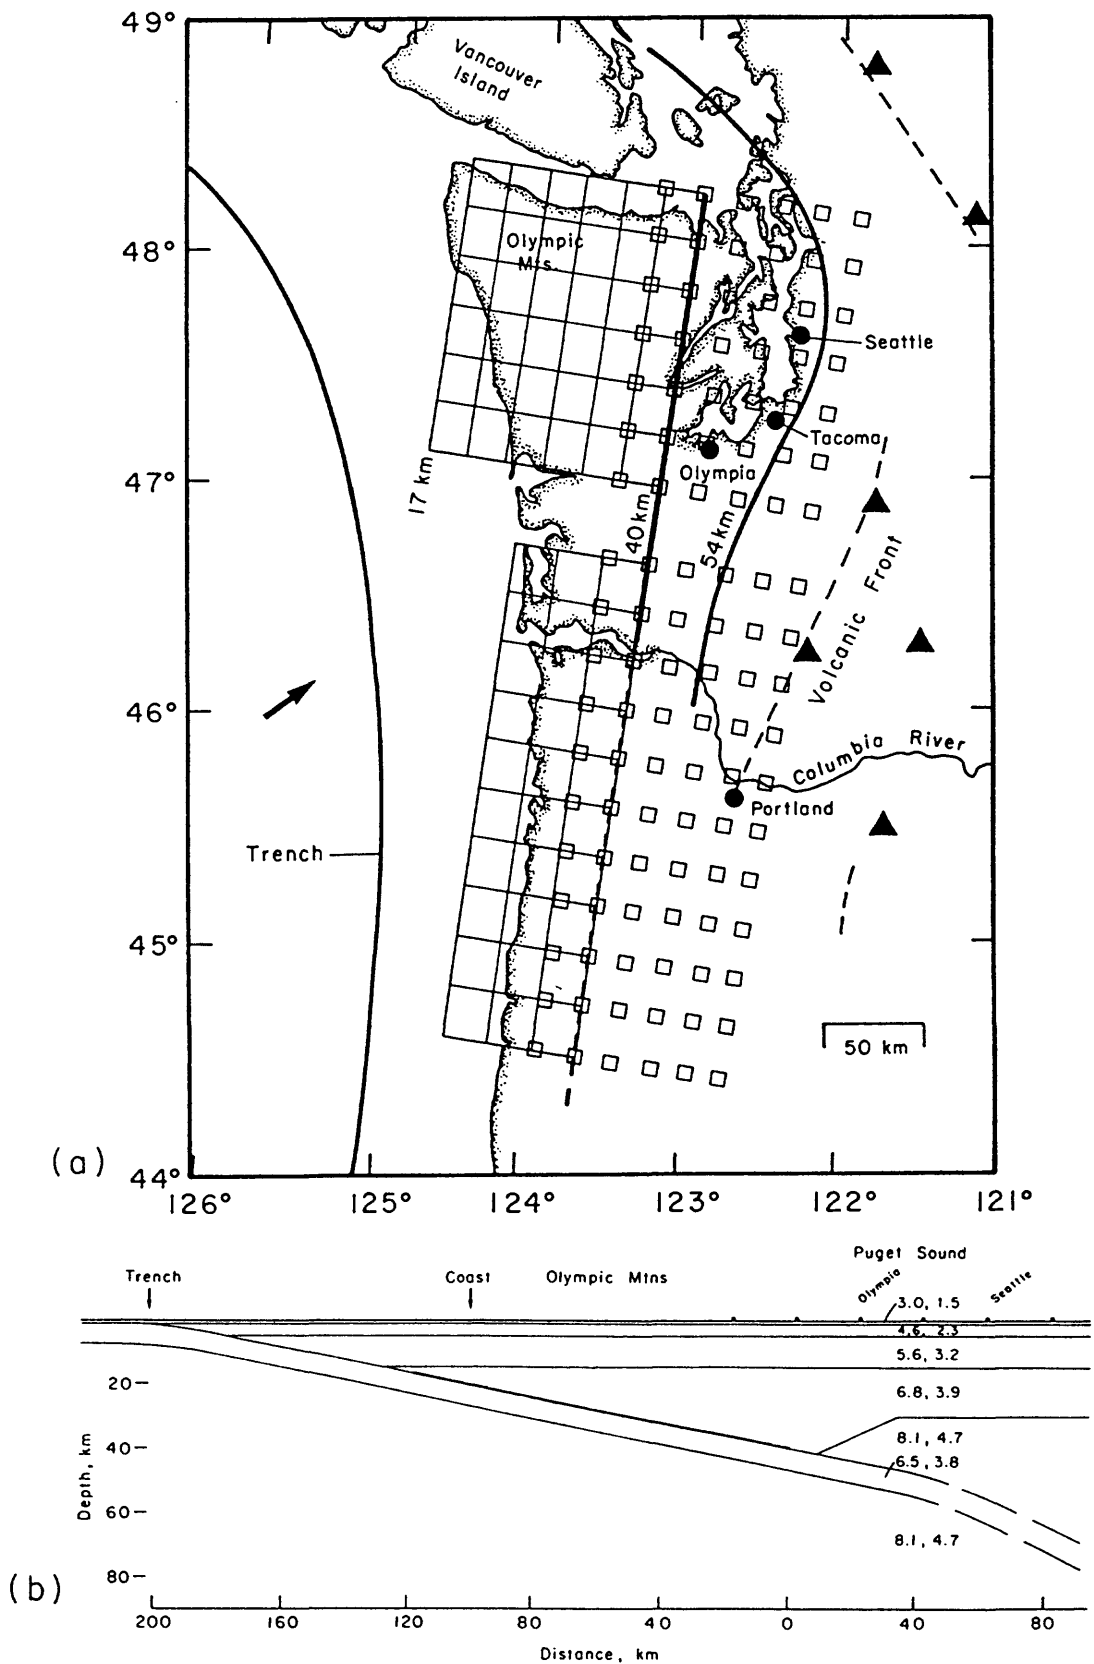 49°
Vancouver
Island
48°
Olympic
Mts.
Seattle
Tacoma
Olympia
47°
17 km
40 km
54 km
Volcanic Front
46°
Columbia River
Portland
Trench
45°
50 km
(a)
44°
126°
125°
124°
123°
122°
121°
Puget Sound
Trench
Coast
Olympic Mtns
Olympia
Seattle
3.0, 1.5
4.6, 2.3
5.6, 3.2
20
6.8, 3.9
8.1, 4.7
40
6.5, 3.8
Depth, km
60
8.1, 4.7
80
(b)
200
160
120
80
40
0
40
80
Distance, km